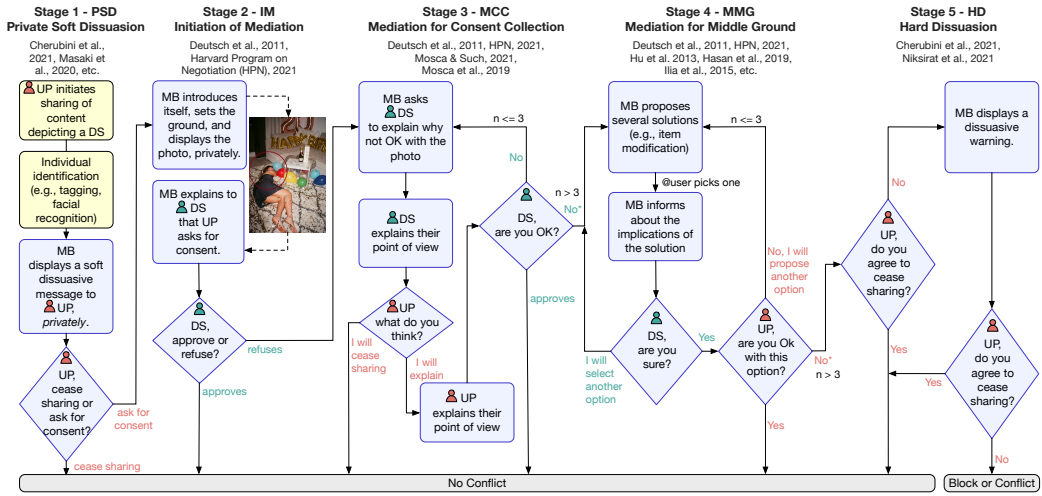 Stage 1 - PSD
Private Soft Dissuasion
Cherubini et al.,
2021, Masaki
et al., 2020, etc.
UP initiates
sharing of
content
depicting a DS
Individual
identification
(e.g., tagging,
facial
recognition)
MB
displays a soft
dissuasive
message to
UP,
privately.
UP,
cease
sharing or
ask for
consent?
ask for
consent
cease sharing
Stage 2 - IM
Initiation of Mediation
Deutsch et al., 2011,
Harvard Program on
Negotiation (HPN), 2021
MB introduces
itself, sets the
ground, and
displays the
photo, privately.
MB explains to
DS
that UP
asks for
consent.
DS,
approve or
refuse?
refuses
approves
Stage 3 - MCC
Mediation for Consent Collection
Deutsch et al., 2011, HPN, 2021,
Mosca & Such, 2021,
Mosca et al., 2019
MB asks
DS
to explain why
not OK with the
photo
DS
explains their
point of view
UP
what do you
think?
I will
cease
sharing
I will
explain
UP
explains their
point of view
n <= 3
No
DS,
are you OK?
n > 3
No*
approves
Stage 4 - MMG
Mediation for Middle Ground
Deutsch et al., 2011, HPN, 2021,
Hu et al. 2013, Hasan et al., 2019,
Ilia et al., 2015, etc.
MB proposes
several solutions
(e.g., item
modification)
@user picks one
MB informs
about the
implications of
the solution
DS,
are you
sure?
I will
select
another
option
Yes
n <= 3
No, I will
propose
another
option
UP,
are you Ok
with this
option?
No*
n > 3
Yes
Stage 5 - HD
Hard Dissuasion
Cherubini et al., 2021,
Niksirat et al., 2021
MB displays a
dissuasive
warning.
No
UP,
do you
agree to
cease
sharing?
Yes
UP,
do you
agree to
cease
sharing?
Yes
No
No Conflict
Block or Conflict